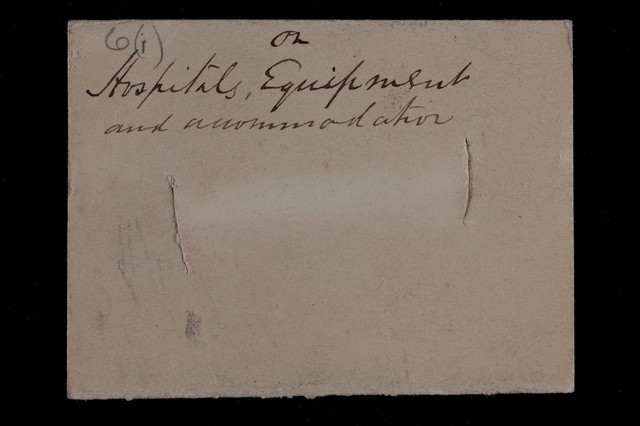 6(i)
On
Hospitals, Equipment
and accommodation